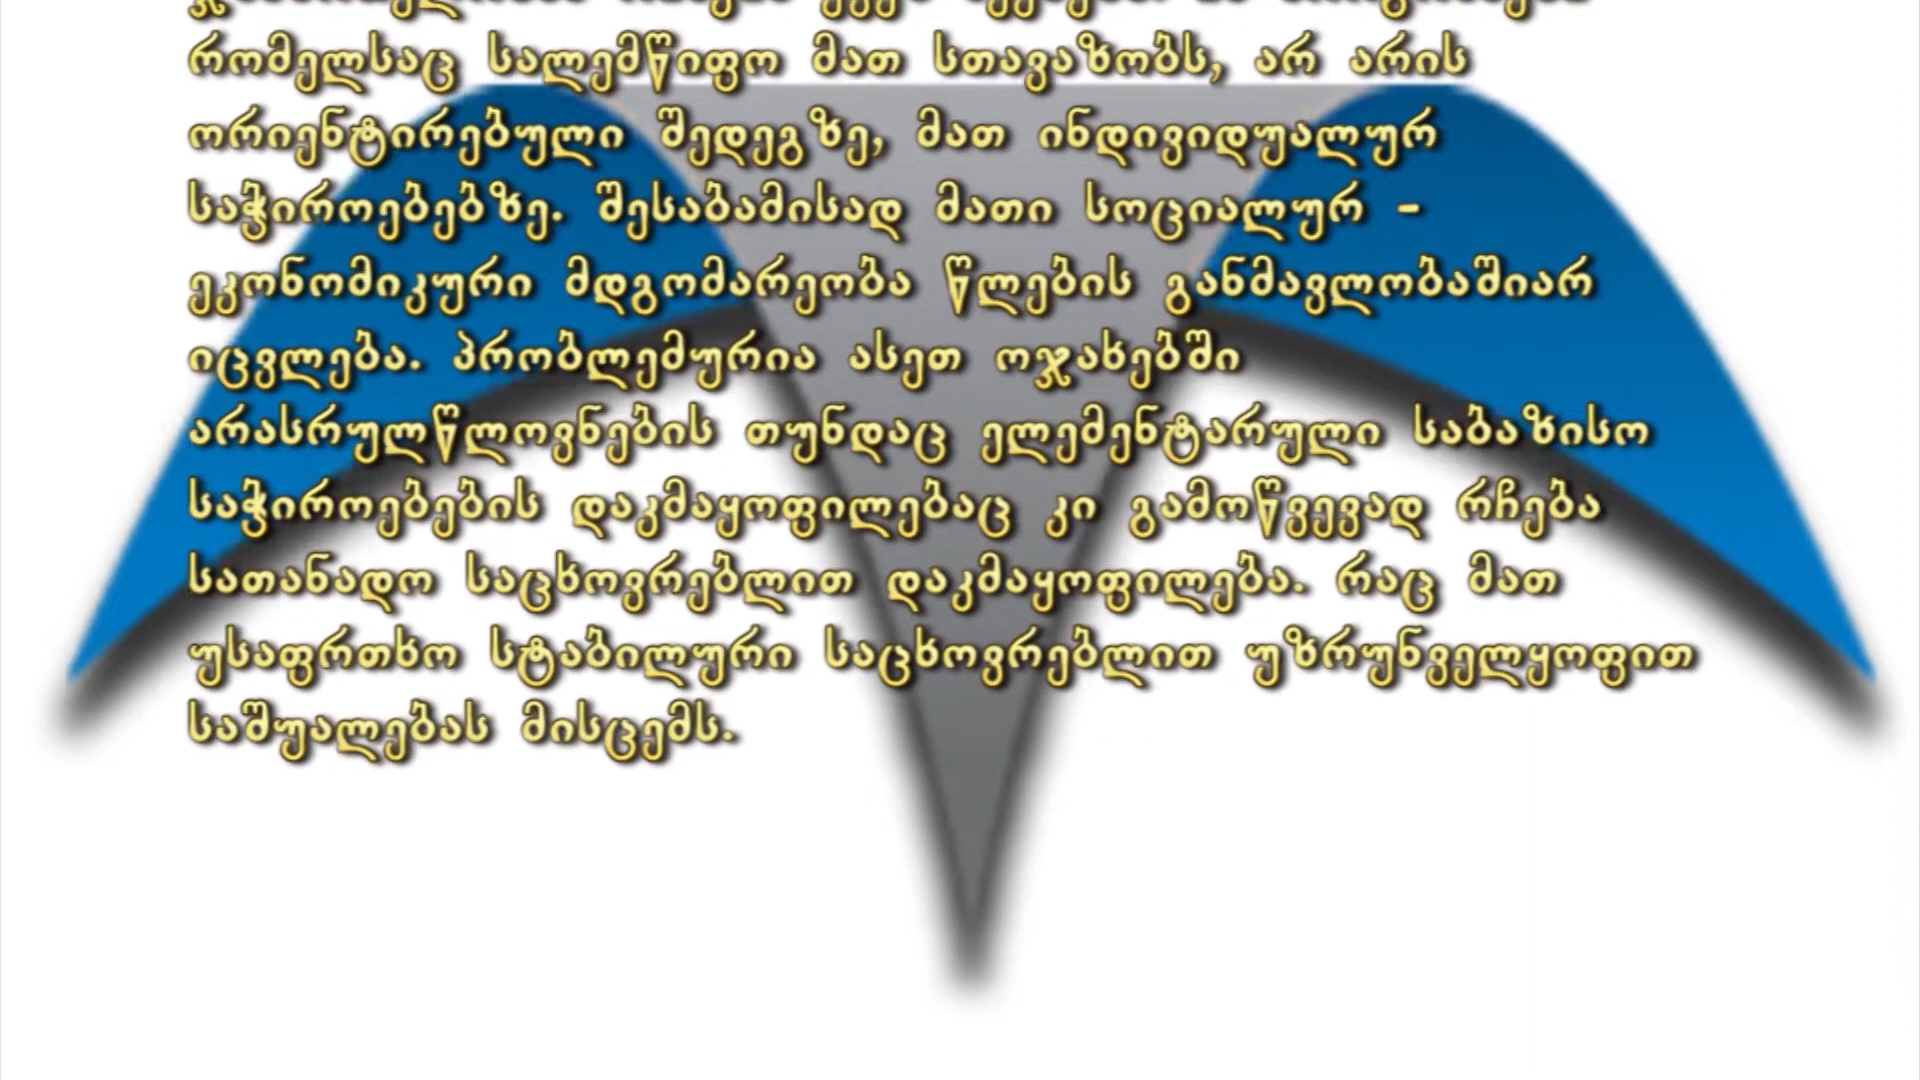 რომელსაც სალემწიფო მათ სთავაზობს, არ არის
ორიენტირებული შედეგზე, მათ ინდივიდუალურ
საჭიროებებზე. შესაბამისად მათი სოციალურ -
ეკონომიკური მდგომარეობა წლების განმავლობაშიარ
იცვლება. პრობლემურია ასეთ ოჯახებში
არასრულწლოვნების თუნდაც ელემენტარული საბაზისო
საჭიროებების დაკმაყოფილებაც კი გამოწვევად რჩება
სათანადო საცხოვრებლით დაკმაყოფილება. რაც მათ
უსაფრთხო სტაბილური საცხოვრებლით უზრუნველყოფით
საშუალებას მისცემს.